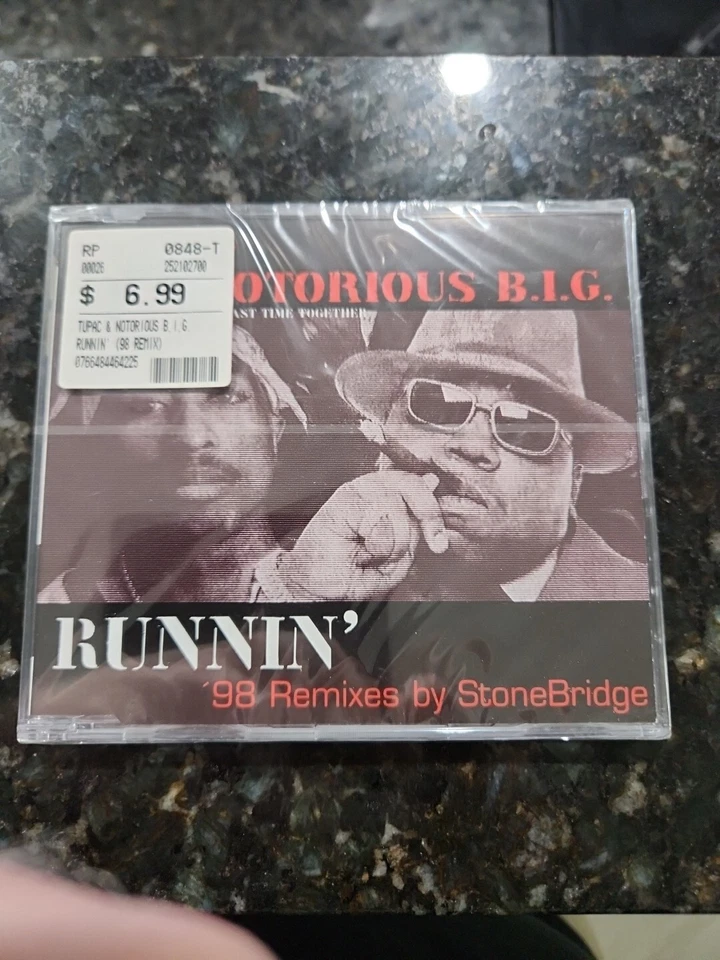 RP 0848-T
00026 252102700
$ 6.99
TUPAC & NOTORIOUS B.I.G
RUNNIN' (98 REMIX)
0766484464225
OTORIOUS B.I.G.
AST TIME TOGETHER
RUNNIN'
'98 Remixes by StoneBridge